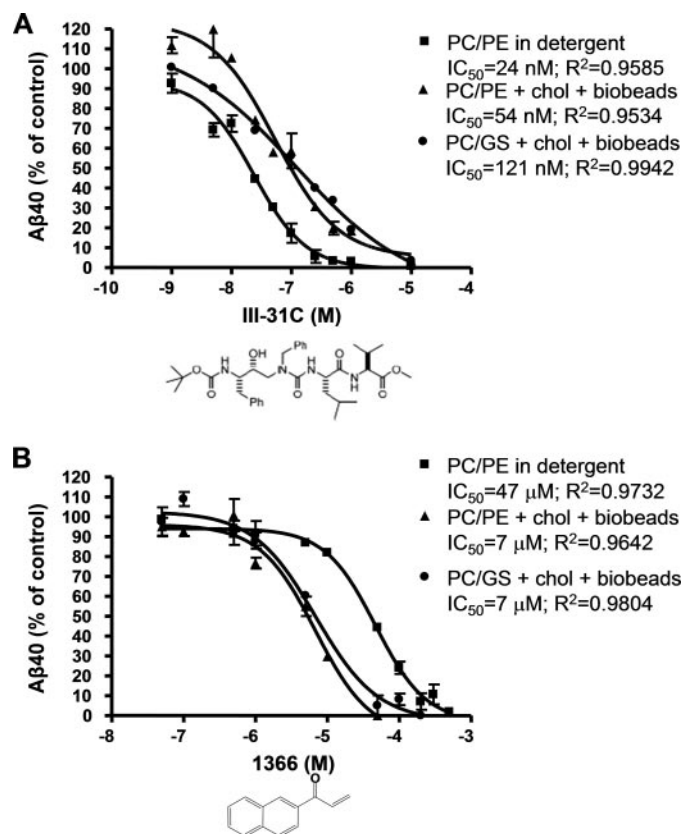 A
120
110
100
90
80
70
60
50
40
30
20
10
0
Aβ40 (% of control)
-10 -9 -8 -7 -6 -5 -4
III-31C (M)
PC/PE in detergent
IC50=24 nM; R²=0.9585
PC/PE + chol + biobeads
IC50=54 nM; R²=0.9534
PC/GS + chol + biobeads
IC50=121 nM; R²=0.9942
Ph
H OH O
O N N N N O
O H O
Ph
B
120
110
100
90
80
70
60
50
40
30
20
10
0
Aβ40 (% of control)
-8 -7 -6 -5 -4 -3
1366 (M)
PC/PE in detergent
IC50=47 μM; R²=0.9732
PC/PE + chol + biobeads
IC50=7 μM; R²=0.9642
PC/GS + chol + biobeads
IC50=7 μM; R²=0.9804
O